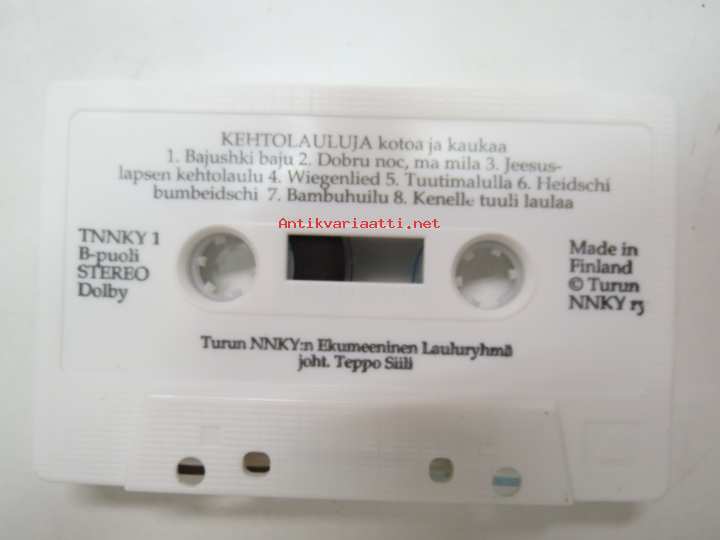 KEHTOLAULUJA kotoa ja kaukaa
1. Bajushki baju 2. Dobru noc, ma mila 3. Jeesus-
lapsen kehtolaulu 4. Wiegenlied 5. Tuutimalulla 6. Heidschi
bumbeidschi 7. Bambuhuilu 8. Kenelle tuuli laulaa
Antikvariaatti.net
TNNKY 1
B-puoli
STEREO
Dolby
Made in
Finland
© Turun
NNKY ry
Turun NNKY:n Ekumeeninen Lauluryhmä
joht. Teppo Siili